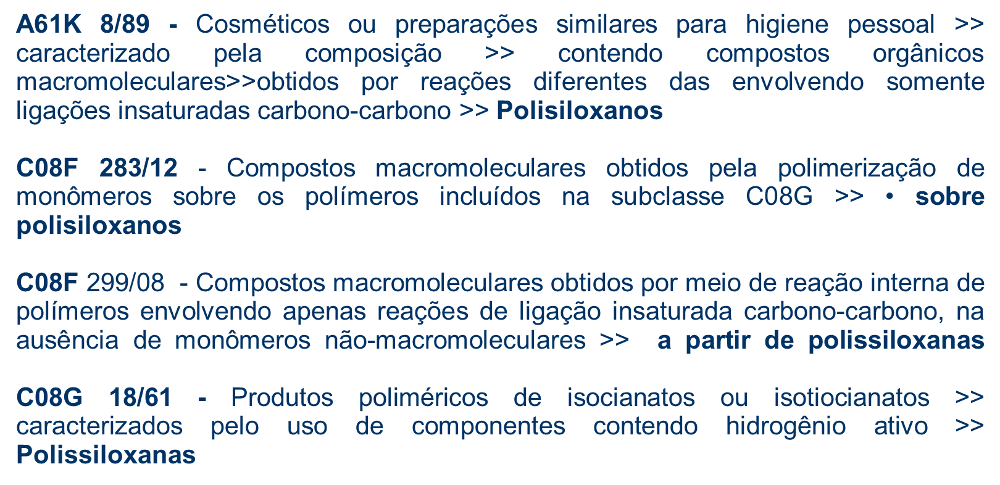 A61K 8/89 - Cosméticos ou preparações similares para higiene pessoal >>
caracterizado pela composição >> contendo compostos orgânicos
macromoleculares>>obtidos por reações diferentes das envolvendo somente
ligações insaturadas carbono-carbono >> Polisiloxanos
C08F 283/12 - Compostos macromoleculares obtidos pela polimerização de
monômeros sobre os polímeros incluídos na subclasse C08G >> • sobre
polisiloxanos
C08F 299/08 - Compostos macromoleculares obtidos por meio de reação interna de
polímeros envolvendo apenas reações de ligação insaturada carbono-carbono, na
ausência de monômeros não-macromoleculares >> a partir de polissiloxanas
C08G 18/61 - Produtos poliméricos de isocianatos ou isotiocianatos >>
caracterizados pelo uso de componentes contendo hidrogênio ativo >>
Polissiloxanas